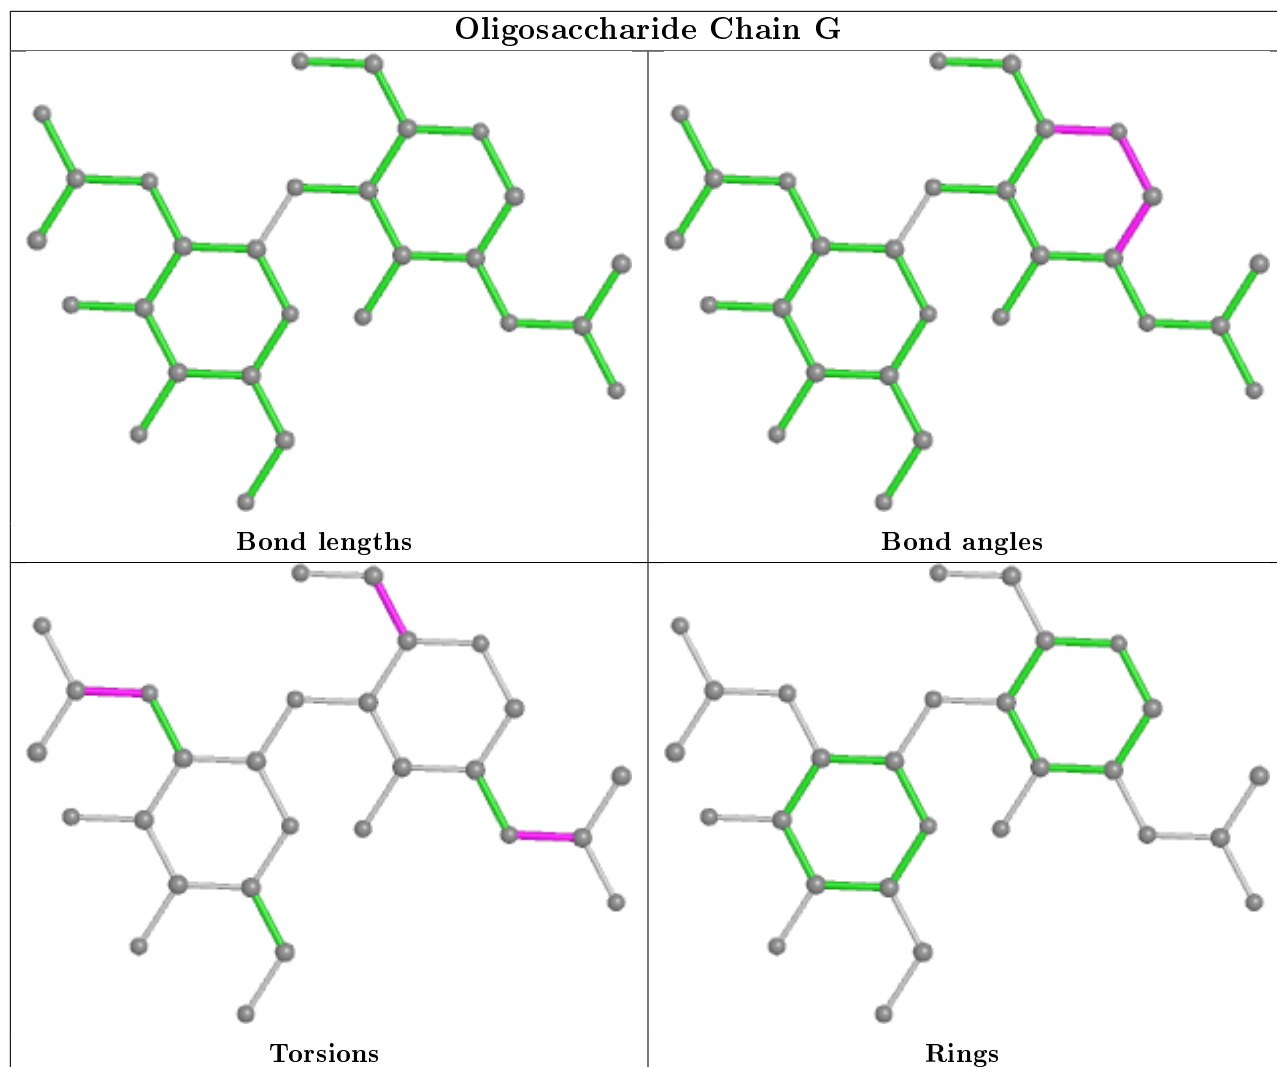 Oligosaccharide Chain G
Bond lengths
Bond angles
Torsions
Rings